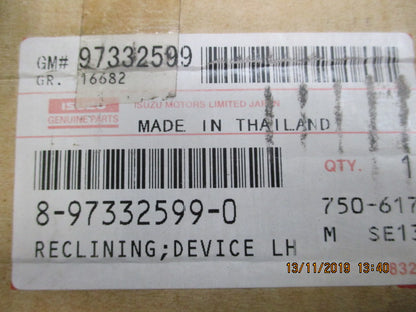 GM# 97332599
GR. 16682
ISUZU
GENUINE PARTS
ISUZU MOTORS LIMITED JAPAN
MADE IN THAILAND
QTY. 1
8-97332599-0
750-617
RECLINING;DEVICE LH
M SE13
13/11/2019 13:40